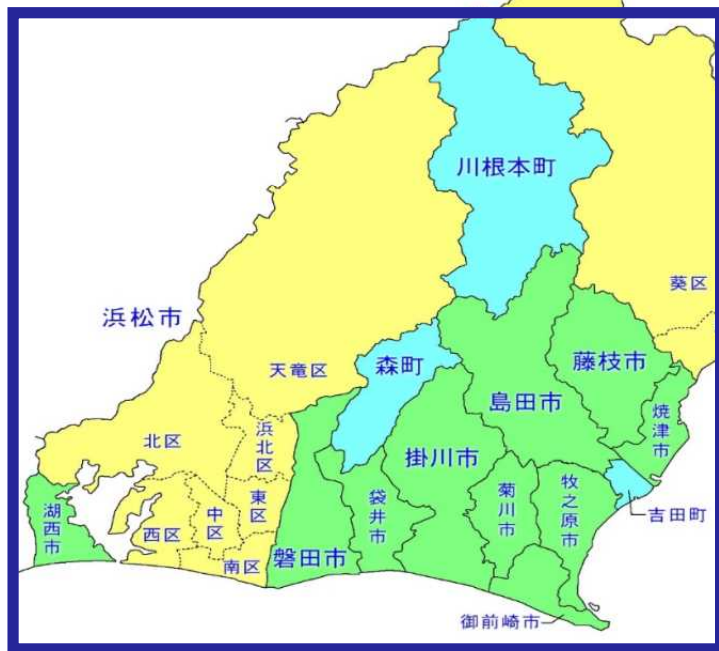 川根本町
葵区
浜松市
森町
藤枝市
天竜区
島田市
焼津市
浜北区
北区
掛川市
牧之原市
菊川市
袋井市
東区
中区
湖西市
吉田町
西区
磐田市
南区
御前崎市